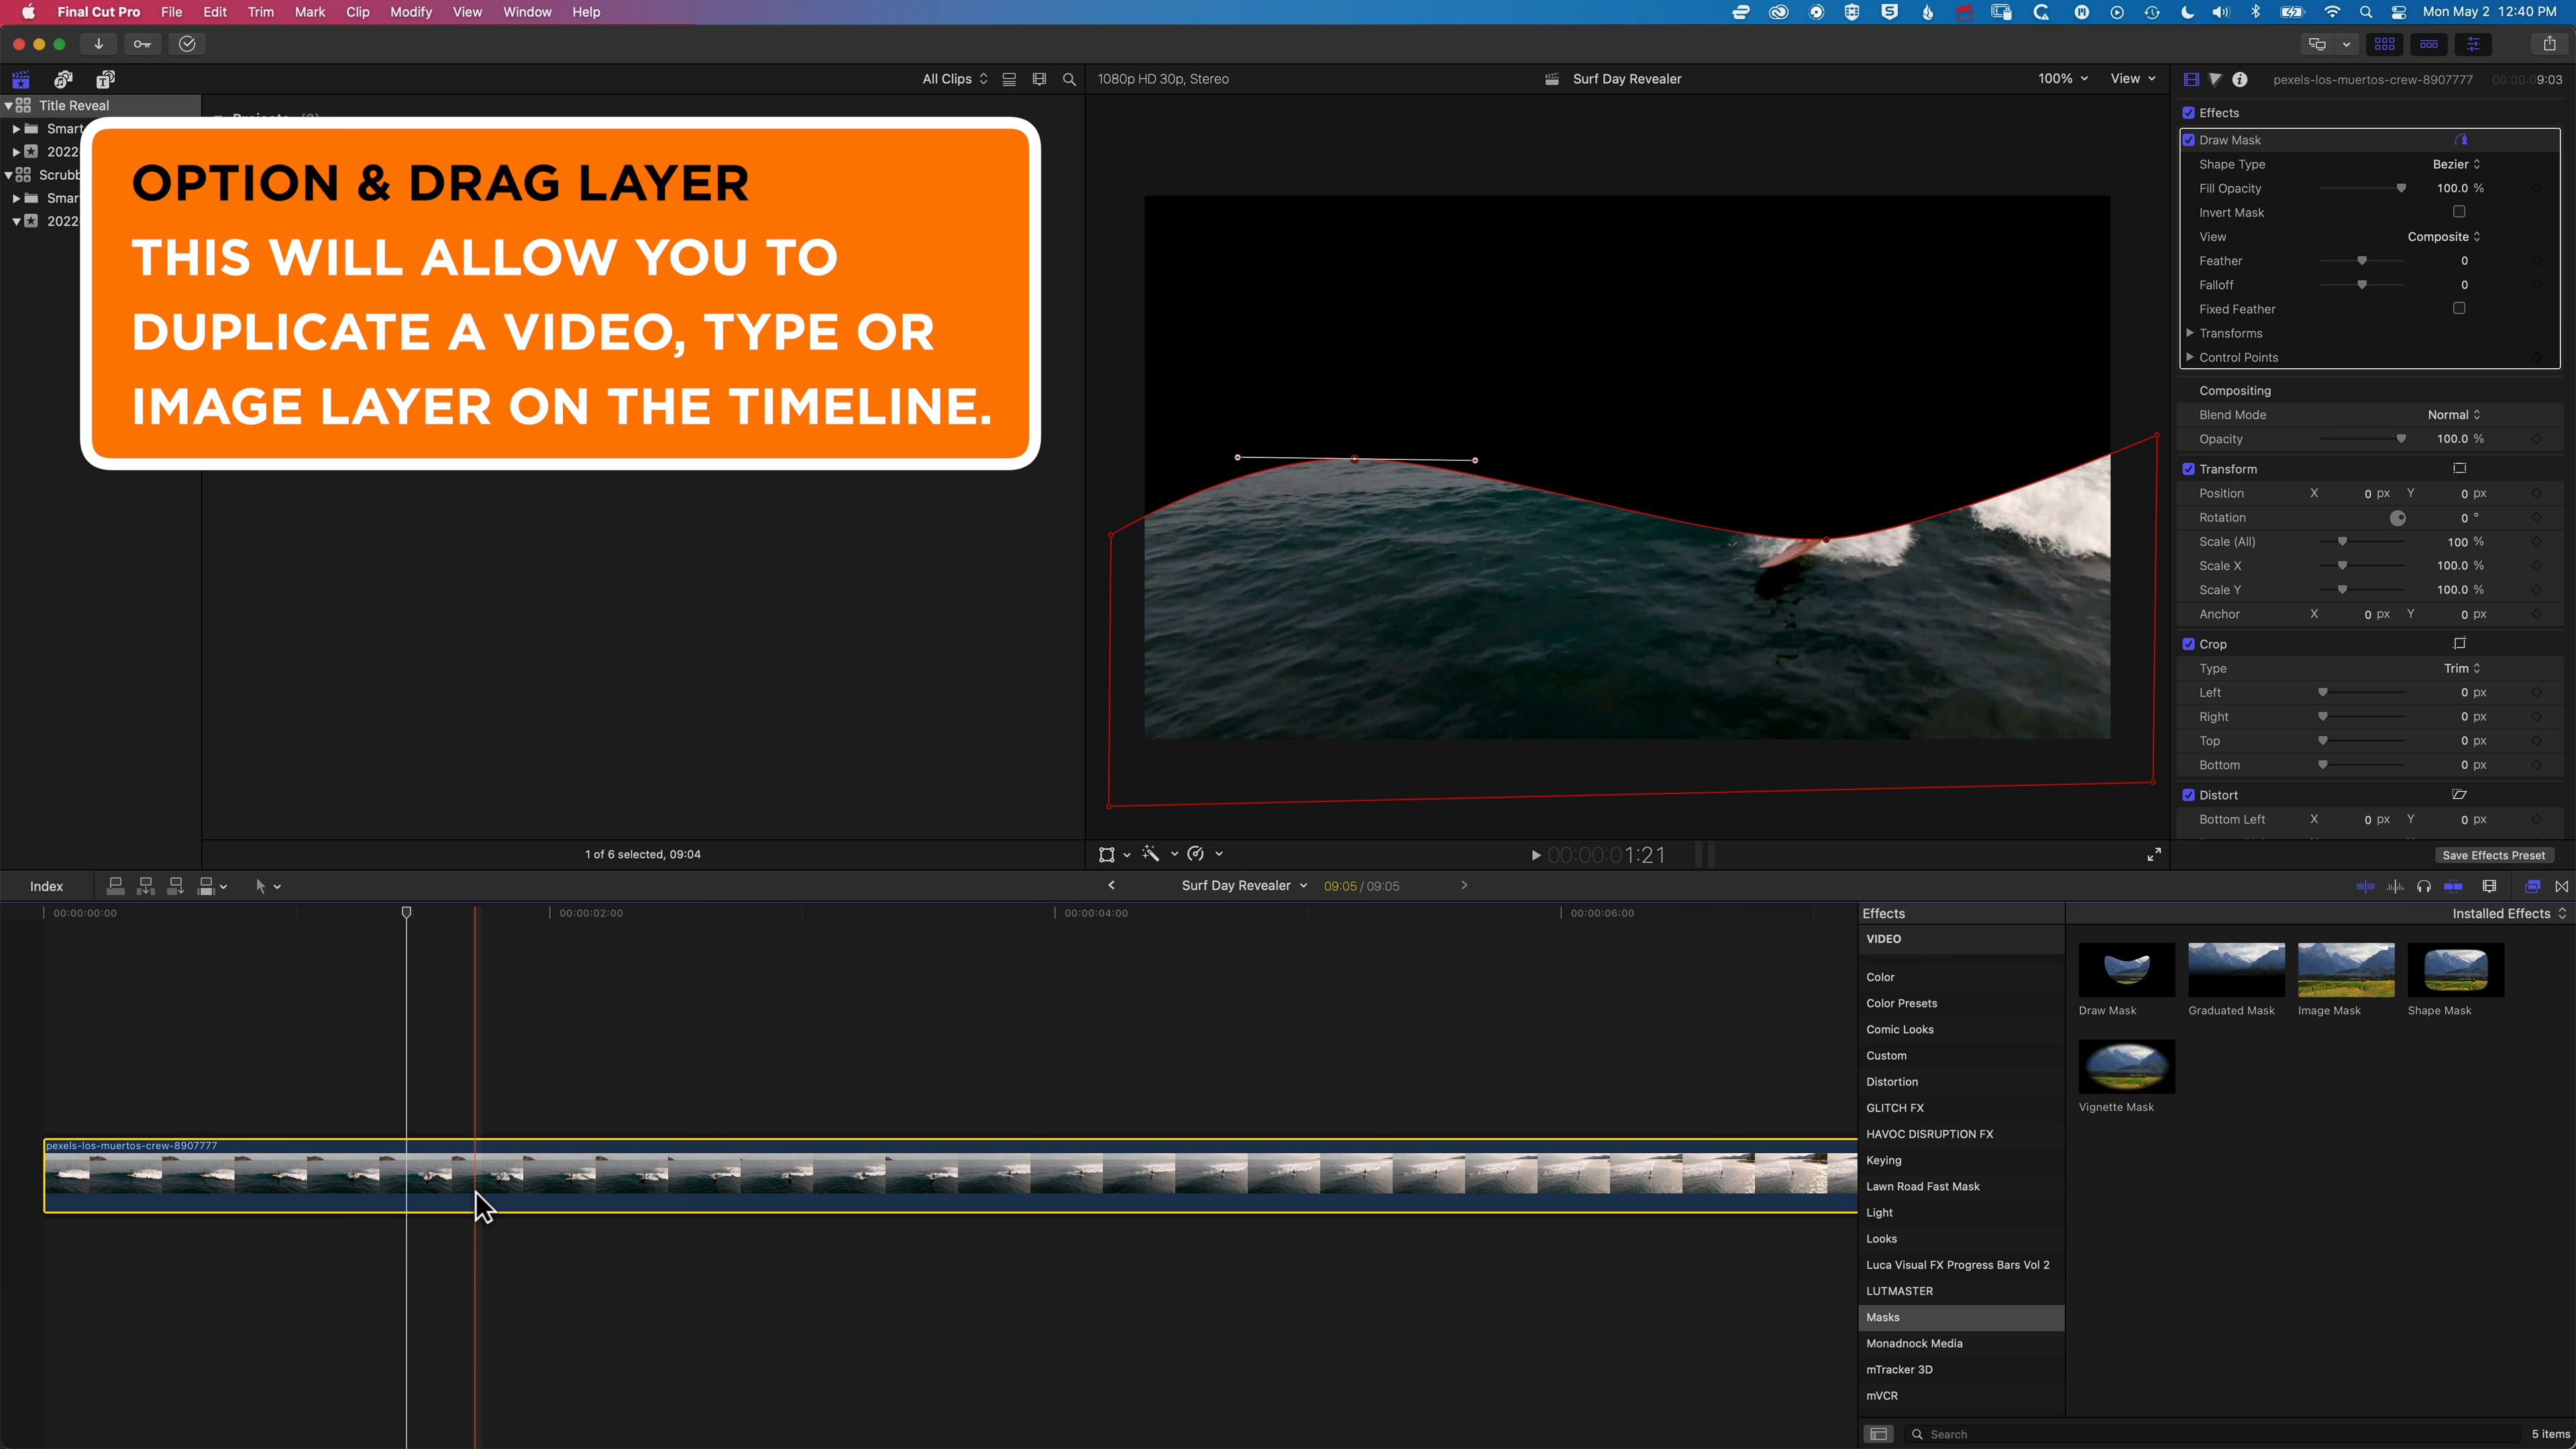 Final Cut Pro File Edit Trim Mark Clip Modify View Window Help Mon May 2 12:40 PM
All Clips
1080p HD 30p, Stereo
Surf Day Revealer
100% View
pexels-los-muertos-crew-8907777 00:00:09:03
Title Reveal
Smart
2022
Scrubb
Smar
2022
OPTION & DRAG LAYER
THIS WILL ALLOW YOU TO
DUPLICATE A VIDEO, TYPE OR
IMAGE LAYER ON THE TIMELINE.
Effects
Draw Mask
Shape Type Bezier
Fill Opacity 100.0 %
Invert Mask
View Composite
Feather 0
Falloff 0
Fixed Feather
Transforms
Control Points
Compositing
Blend Mode Normal
Opacity 100.0 %
Transform
Position X 0 px Y 0 px
Rotation 0 °
Scale (All) 100 %
Scale X 100.0 %
Scale Y 100.0 %
Anchor X 0 px Y 0 px
Crop
Type Trim
Left 0 px
Right 0 px
Top 0 px
Bottom 0 px
Distort
Bottom Left X 0 px Y 0 px
1 of 6 selected, 09:04
00:00:01:21
Save Effects Preset
Index
Surf Day Revealer 09:05 / 09:05
00:00:00:00 00:00:02:00 00:00:04:00 00:00:06:00
pexels-los-muertos-crew-8907777
Effects
Installed Effects
VIDEO
Color
Color Presets
Comic Looks
Custom
Distortion
GLITCH FX
HAVOC DISRUPTION FX
Keying
Lawn Road Fast Mask
Light
Looks
Luca Visual FX Progress Bars Vol 2
LUTMASTER
Masks
Monadnock Media
mTracker 3D
mVCR
Draw Mask Graduated Mask Image Mask Shape Mask
Vignette Mask
Search
5 items